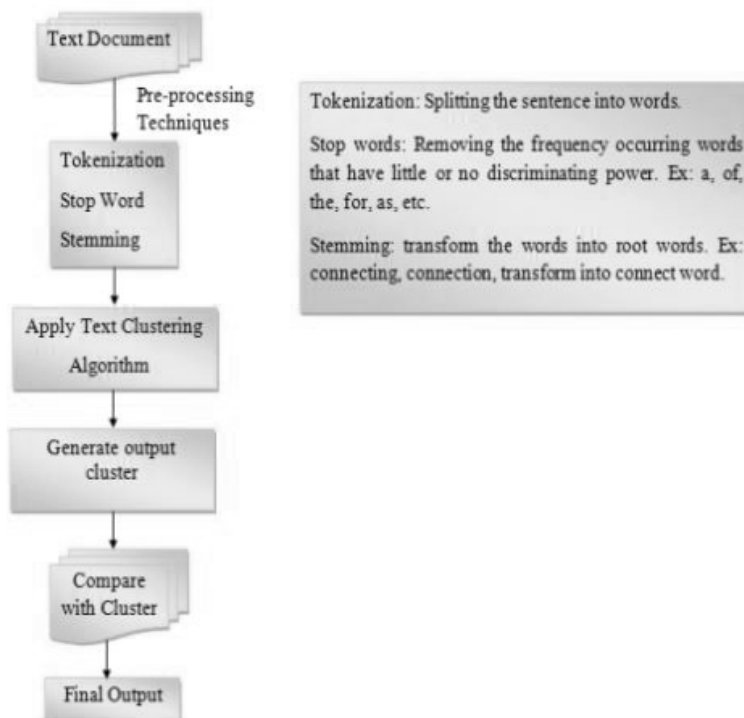 Text Document
Pre-processing
Techniques
Tokenization
Stop Word
Stemming
Apply Text Clustering
Algorithm
Generate output
cluster
Compare
with Cluster
Final Output
Tokenization: Splitting the sentence into words.
Stop words: Removing the frequency occurring words
that have little or no discriminating power. Ex: a, of,
the, for, as, etc.
Stemming: transform the words into root words. Ex:
connecting, connection, transform into connect word.